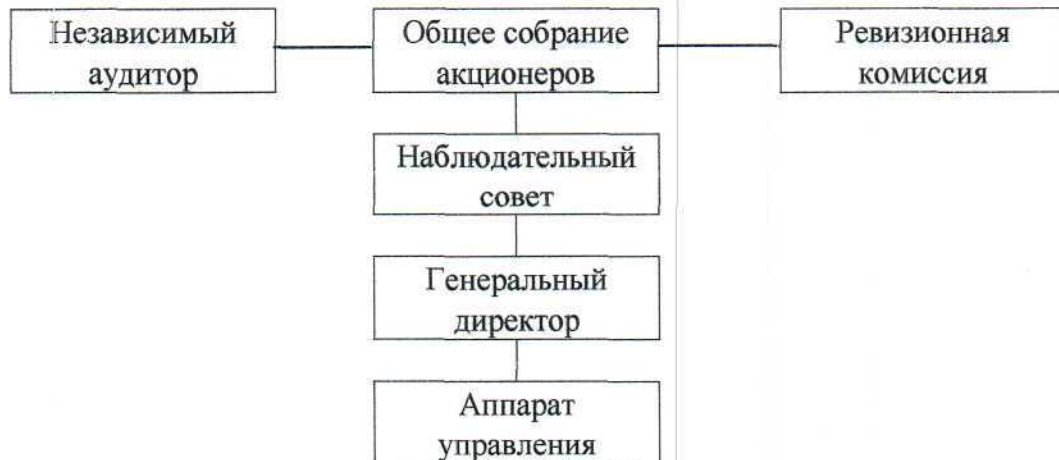 Независимый
аудитор
Общее собрание
акционеров
Ревизионная
комиссия
Наблюдательный
совет
Генеральный
директор
Аппарат
управления